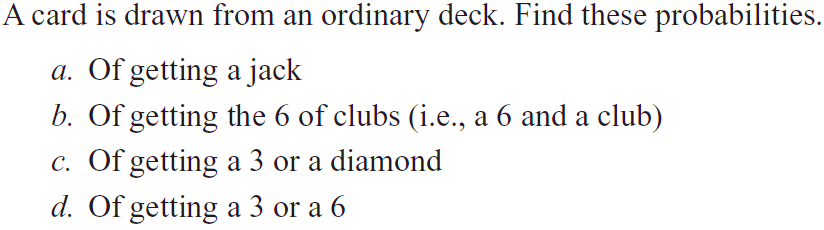 A card is drawn from an ordinary deck. Find these probabilities.
a. Of getting a jack
b. Of getting the 6 of clubs (i.e., a 6 and a club)
c. Of getting a 3 or a diamond
d. Of getting a 3 or a 6